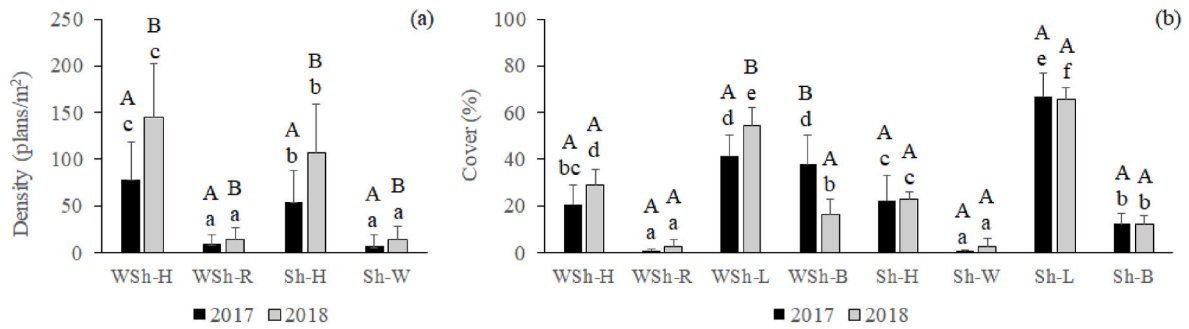 250 (a) 100 (b)
B
c
B
b
A
c
A
b
A
a
B
a
A
a
B
a
200
150
100
50
0
Density (plans/m²)
WSh-H WSh-R Sh-H Sh-W
2017 2018
A
bc
A
d
A
a
A
a
A
d
B
e
B
d
A
b
A
c
A
c
A
a
A
a
A
e
A
f
A
b
A
b
80
60
40
20
0
Cover (%)
WSh-H WSh-R WSh-L WSh-B Sh-H Sh-W Sh-L Sh-B
2017 2018